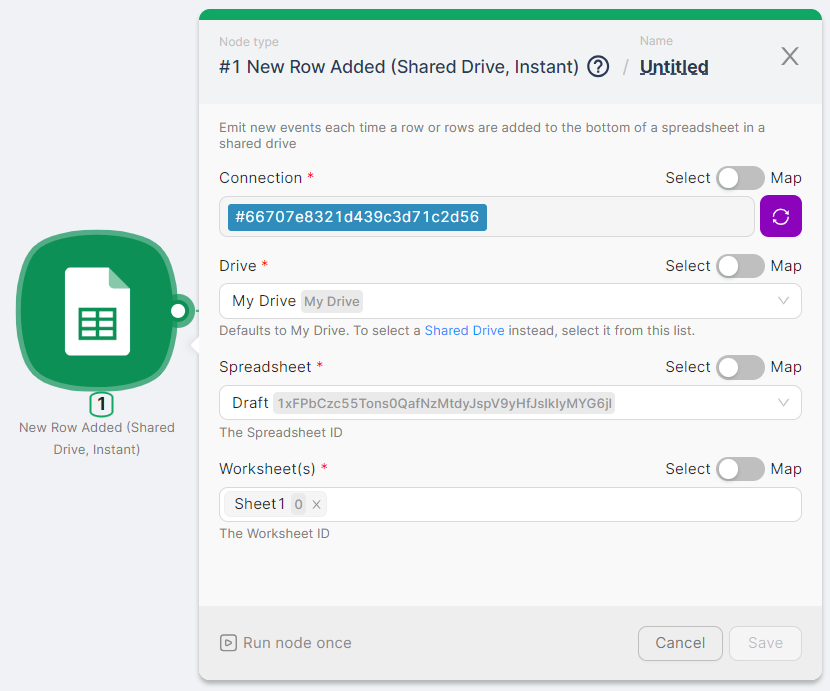 Node type
Name
#1 New Row Added (Shared Drive, Instant) ? / Untitled
X
Emit new events each time a row or rows are added to the bottom of a spreadsheet in a
shared drive
Connection * Select Map
#66707e8321d439c3d71c2d56
Drive * Select Map
My Drive My Drive
Defaults to My Drive. To select a Shared Drive instead, select it from this list.
Spreadsheet * Select Map
Draft 1xFPbCzc55Tons0QafNzMtdyJspV9yHfJsIkIyMYG6jI
The Spreadsheet ID
Worksheet(s) * Select Map
Sheet1 0 ×
The Worksheet ID
Run node once
Cancel
Save
1
New Row Added (Shared
Drive, Instant)